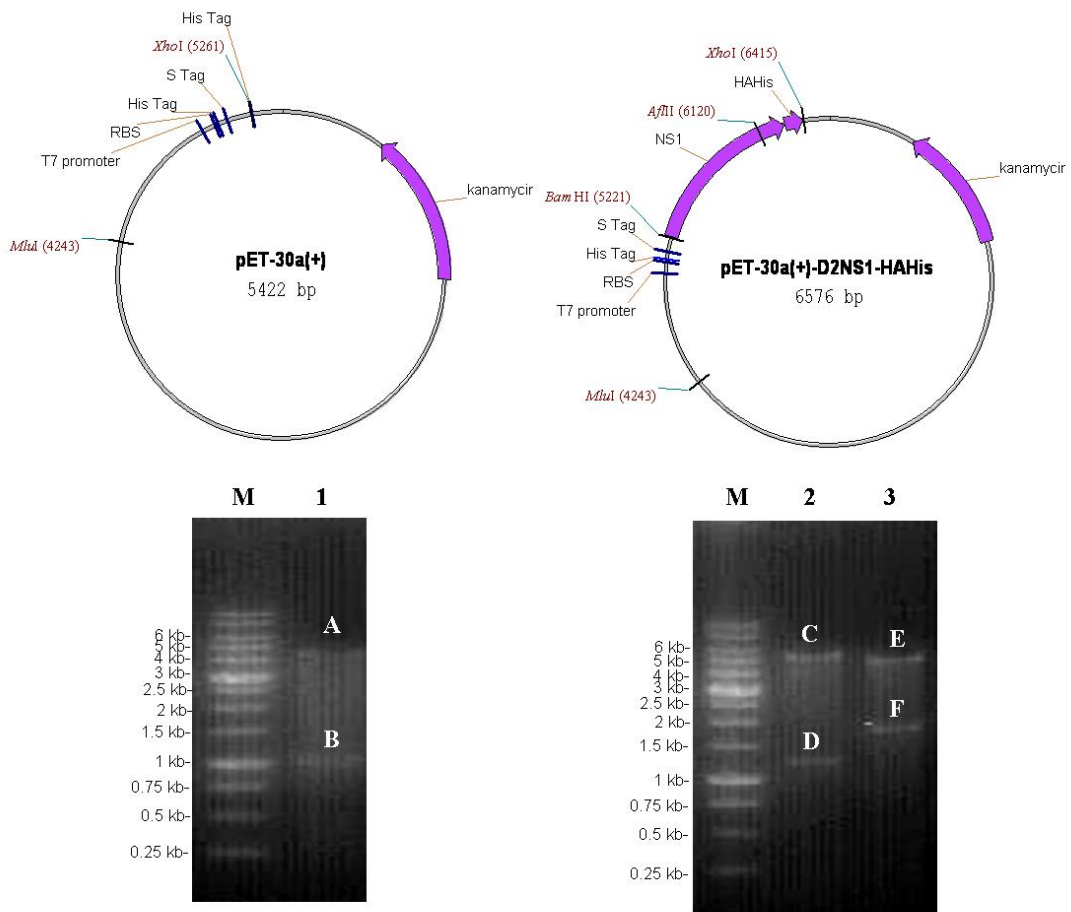 His Tag
XhoI (5261)
S Tag
His Tag
RBS
T7 promoter
kanamycir
MluI (4243)
pET-30a(+)
5422 bp
XhoI (6415)
HAHis
AflII (6120)
NS1
kanamycir
BamHI (5221)
S Tag
His Tag
RBS
T7 promoter
pET-30a(+)-D2NS1-HAHis
6576 bp
MluI (4243)
M 1
A
6 kb-
5 kb-
4 kb-
3 kb-
2.5 kb-
2 kb-
1.5 kb-
B
1 kb-
0.75 kb-
0.5 kb-
0.25 kb-
M 2 3
C E
6 kb-
5 kb-
4 kb-
3 kb-
2.5 kb-
F
2 kb-
D
1.5 kb-
1 kb-
0.75 kb-
0.5 kb-
0.25 kb-